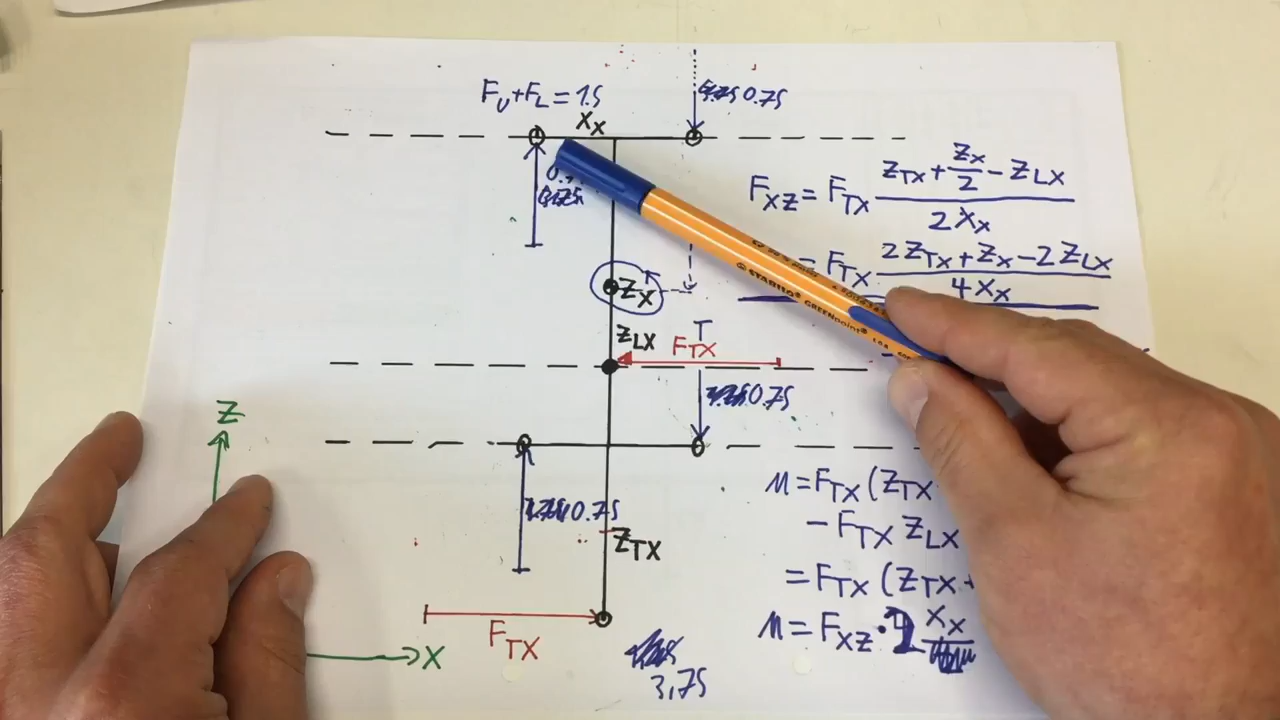 F_U+F_L=1.5
X_X
0.75
F_XZ = F_TX (Z_TX + Z_X/2 - Z_LX) / 2X_X
= F_TX (2Z_TX + Z_X - 2Z_LX) / 4X_X
STABILO® GREENpoint®
Z_X
Z_LX
T
F_TX
0.75
Z
M = F_TX (Z_TX
0.75
- F_TX Z_LX
Z_TX
= F_TX (Z_TX +
F_TX
M = F_XZ ·
X_X
X
3,75